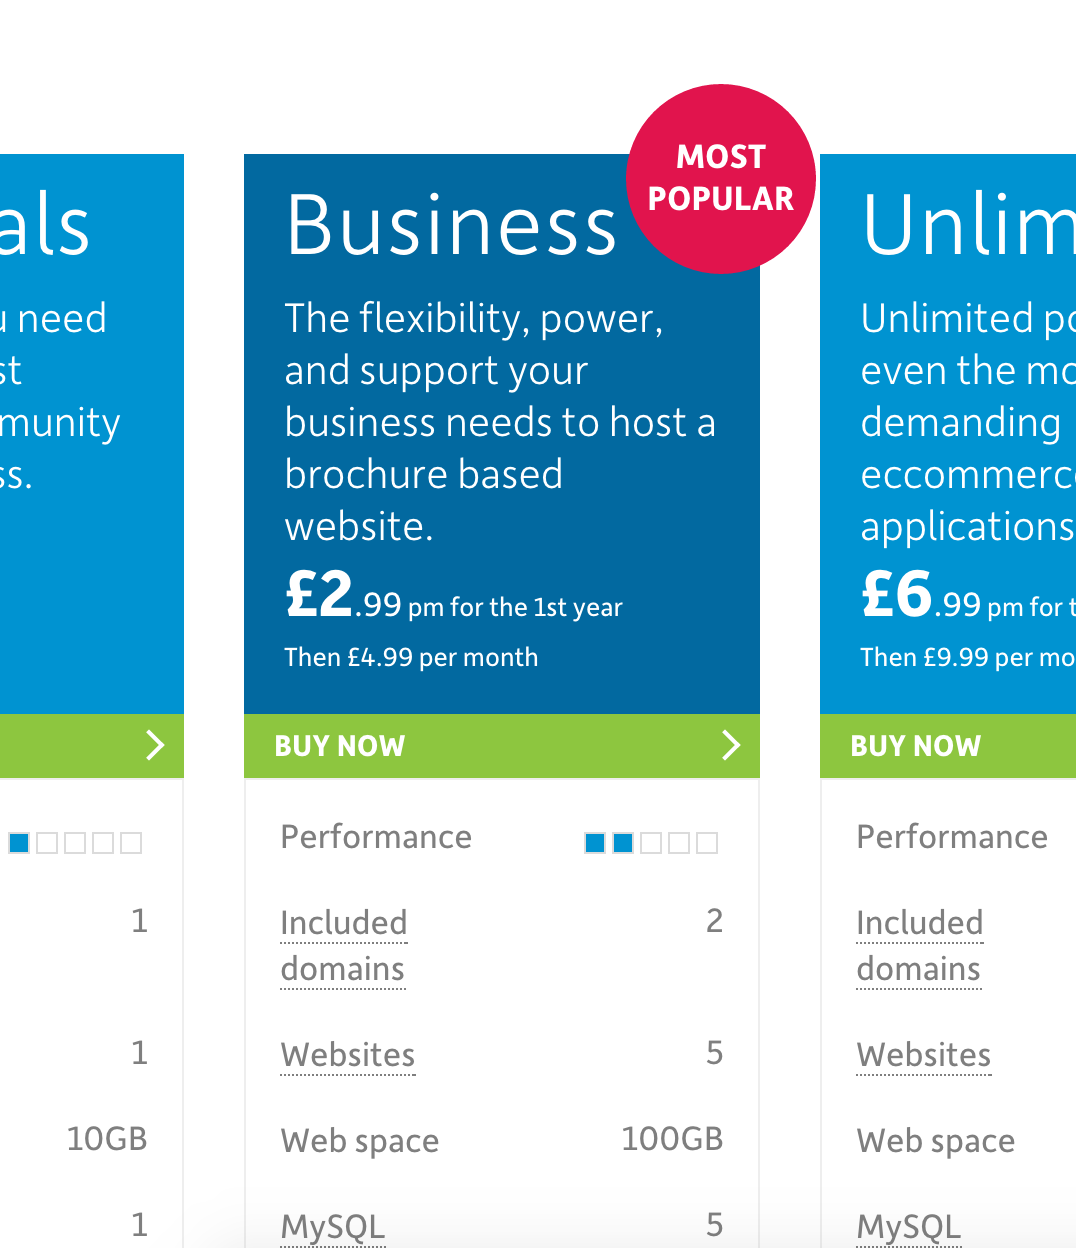 als
u need
st
munity
ss.
1
1
10GB
1
MOST
POPULAR
Business
The flexibility, power,
and support your
business needs to host a
brochure based
website.
£2.99 pm for the 1st year
Then £4.99 per month
BUY NOW
Performance
Included
domains
2
Websites
5
Web space
100GB
MySQL
5
Unlim
Unlimited po
even the mo
demanding
eccommerc
applications
£6.99 pm for t
Then £9.99 per mo
BUY NOW
Performance
Included
domains
Websites
Web space
MySQL